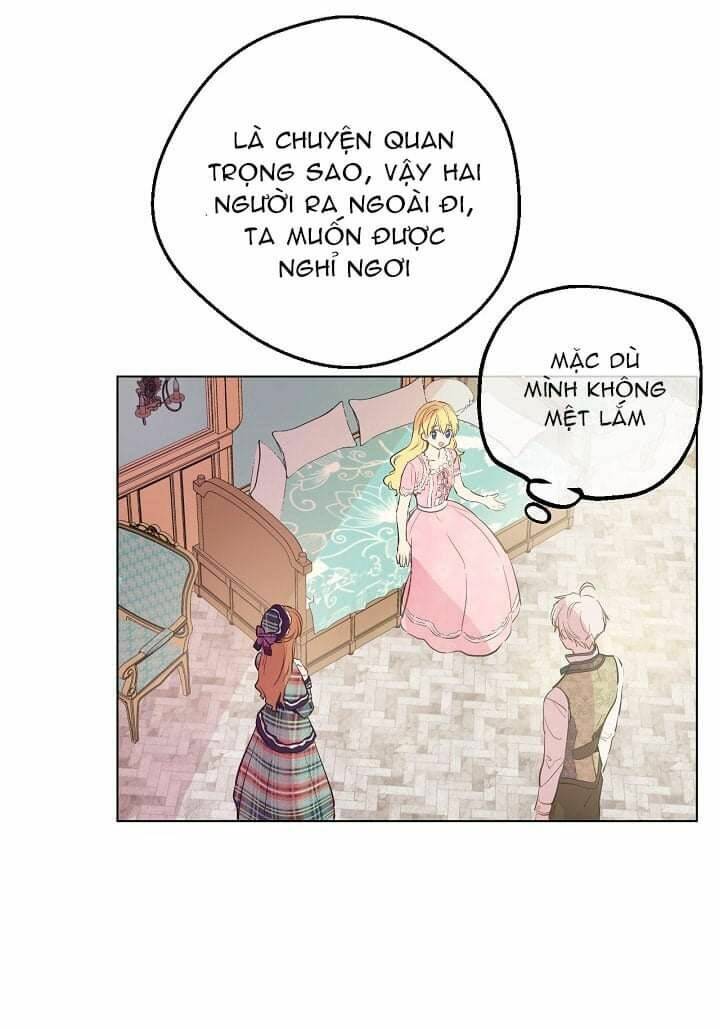 LÀ CHUYỆN QUAN
TRỌNG SAO, VẬY HAI
NGƯỜI RA NGOÀI ĐI,
TA MUỐN ĐƯỢC
NGHỈ NGƠI
MẶC DÙ
MÌNH KHÔNG
MỆT LẮM